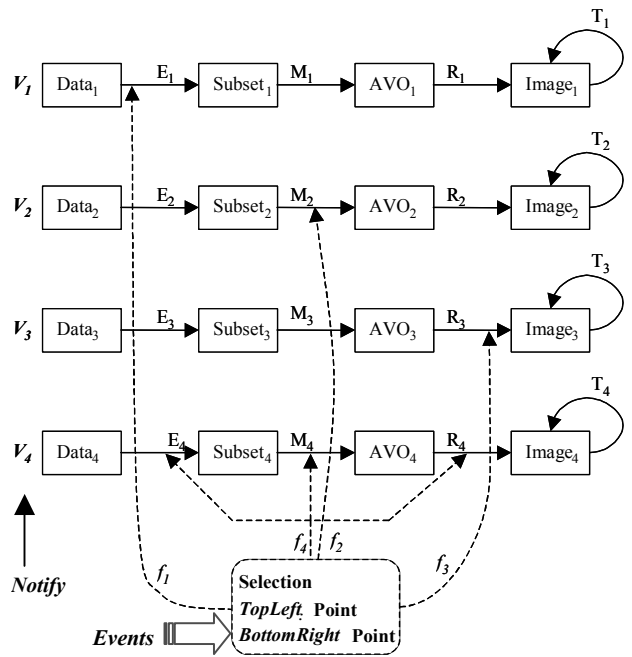 T₁
V₁ Data₁ E₁ Subset₁ M₁ AVO₁ R₁ Image₁
T₂
V₂ Data₂ E₂ Subset₂ M₂ AVO₂ R₂ Image₂
T₃
V₃ Data₃ E₃ Subset₃ M₃ AVO₃ R₃ Image₃
T₄
V₄ Data₄ E₄ Subset₄ M₄ AVO₄ R₄ Image₄
f₁ f₄ f₂ f₃
Notify
Selection
TopLeft Point
Events BottomRight Point